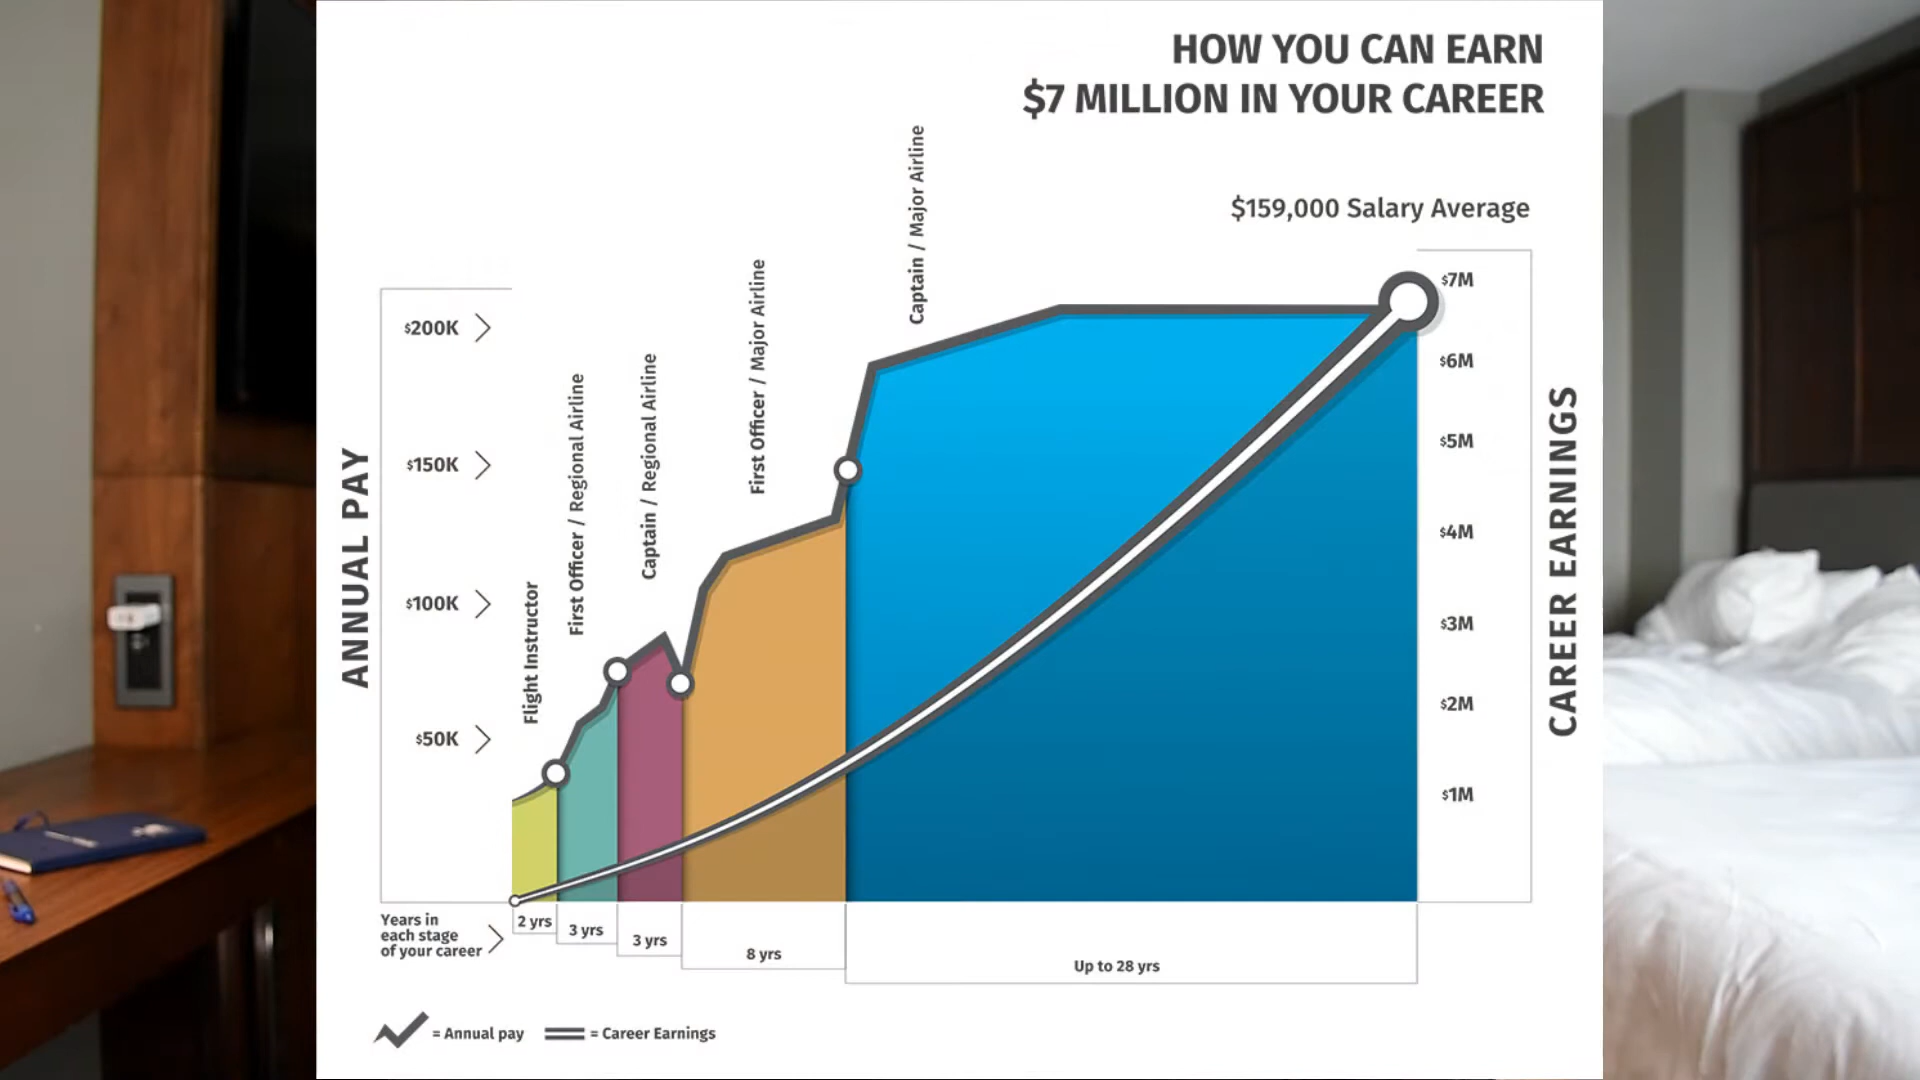 HOW YOU CAN EARN
$7 MILLION IN YOUR CAREER
$159,000 Salary Average
ANNUAL PAY
$200K
$150K
$100K
$50K
Flight Instructor
First Officer / Regional Airline
Captain / Regional Airline
First Officer / Major Airline
Captain / Major Airline
$7M
$6M
$5M
$4M
$3M
$2M
$1M
CAREER EARNINGS
Years in
each stage
of your career
2 yrs
3 yrs
3 yrs
8 yrs
Up to 28 yrs
= Annual pay
= Career Earnings